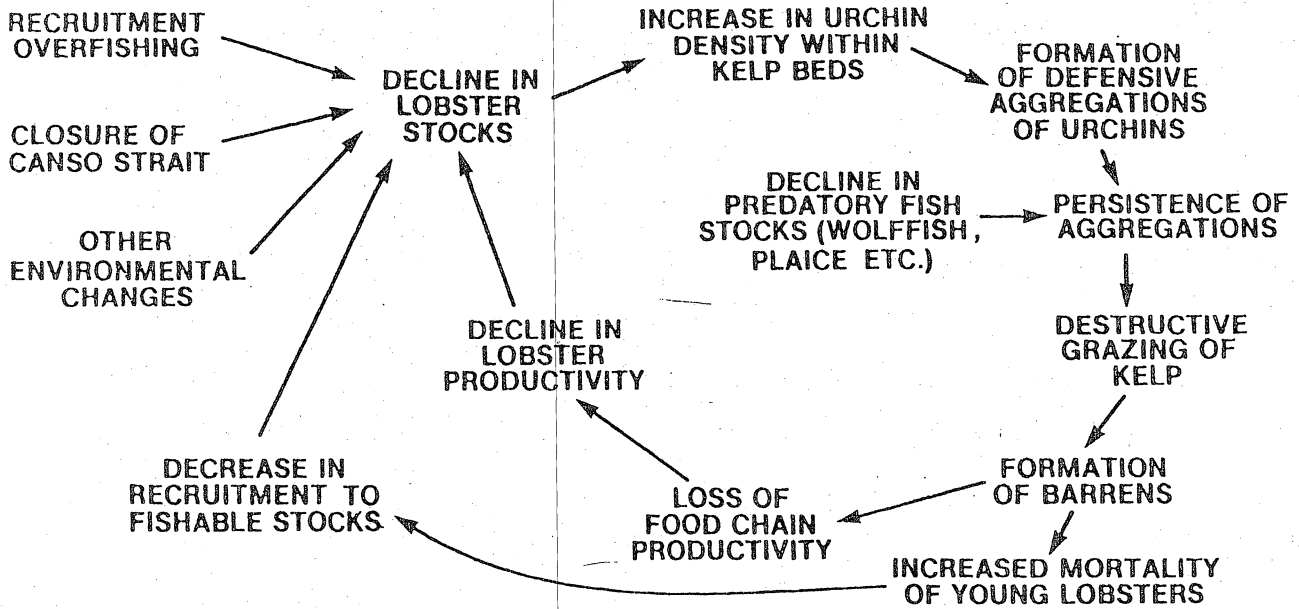 RECRUITMENT
OVERFISHING
CLOSURE OF
CANSO STRAIT
OTHER
ENVIRONMENTAL
CHANGES
DECLINE IN
LOBSTER
STOCKS
INCREASE IN URCHIN
DENSITY WITHIN
KELP BEDS
FORMATION
OF DEFENSIVE
AGGREGATIONS
OF URCHINS
DECLINE IN
PREDATORY FISH
STOCKS (WOLFFISH,
PLAICE ETC.)
PERSISTENCE OF
AGGREGATIONS
DESTRUCTIVE
GRAZING OF
KELP
FORMATION
OF BARRENS
LOSS OF
FOOD CHAIN
PRODUCTIVITY
INCREASED MORTALITY
OF YOUNG LOBSTERS
DECLINE IN
LOBSTER
PRODUCTIVITY
DECREASE IN
RECRUITMENT TO
FISHABLE STOCKS